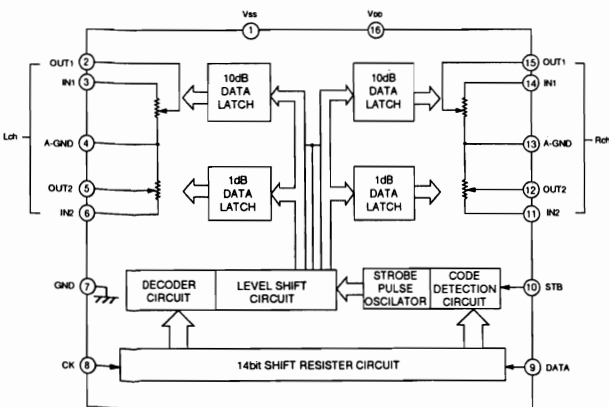 Vss
VDD
1
16
OUT1 2
15 OUT1
IN1 3
14 IN1
10dB
DATA
LATCH
10dB
DATA
LATCH
Lch
A-GND 4
13 A-GND
Rch
1dB
DATA
LATCH
1dB
DATA
LATCH
OUT2 5
12 OUT2
IN2 6
11 IN2
GND 7
DECODER
CIRCUIT
LEVEL SHIFT
CIRCUIT
STROBE
PULSE
OSCILATOR
CODE
DETECTION
CIRCUIT
10 STB
CK 8
14bit SHIFT RESISTER CIRCUIT
9 DATA